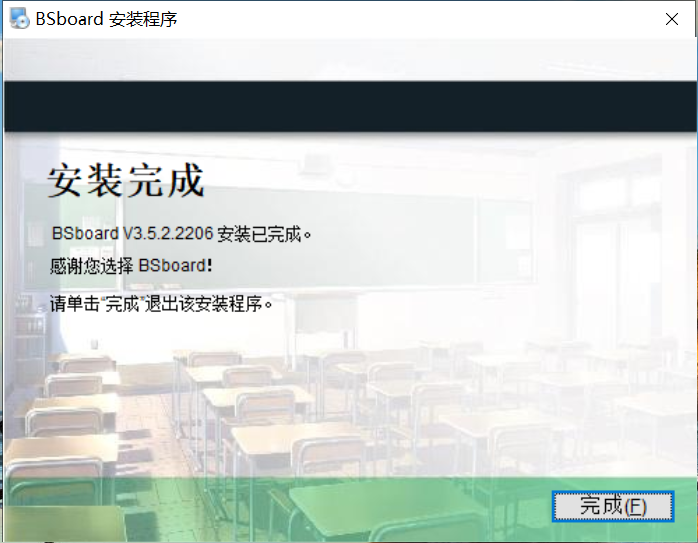 BSboard 安装程序
安装完成
BSboard V3.5.2.2206 安装已完成。
感谢您选择 BSboard!
请单击“完成”退出该安装程序。
完成(F)